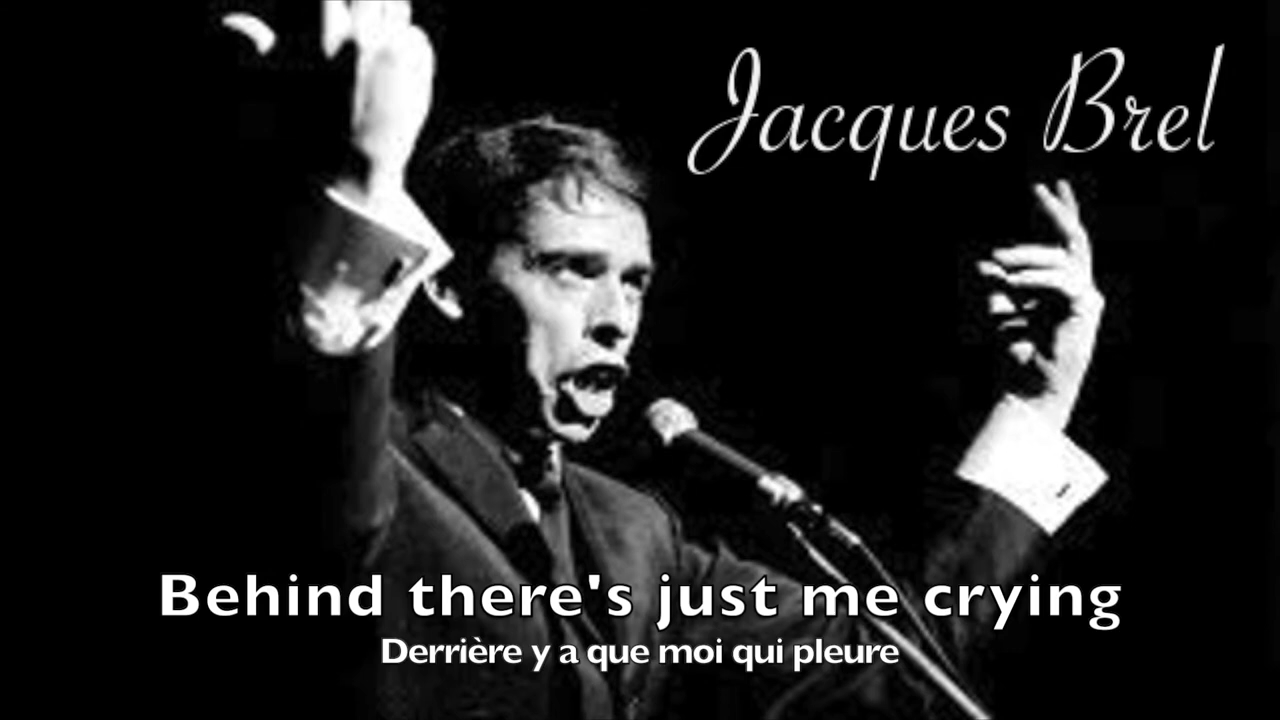 Jacques Brel
Behind there's just me crying
Derrière y a que moi qui pleure